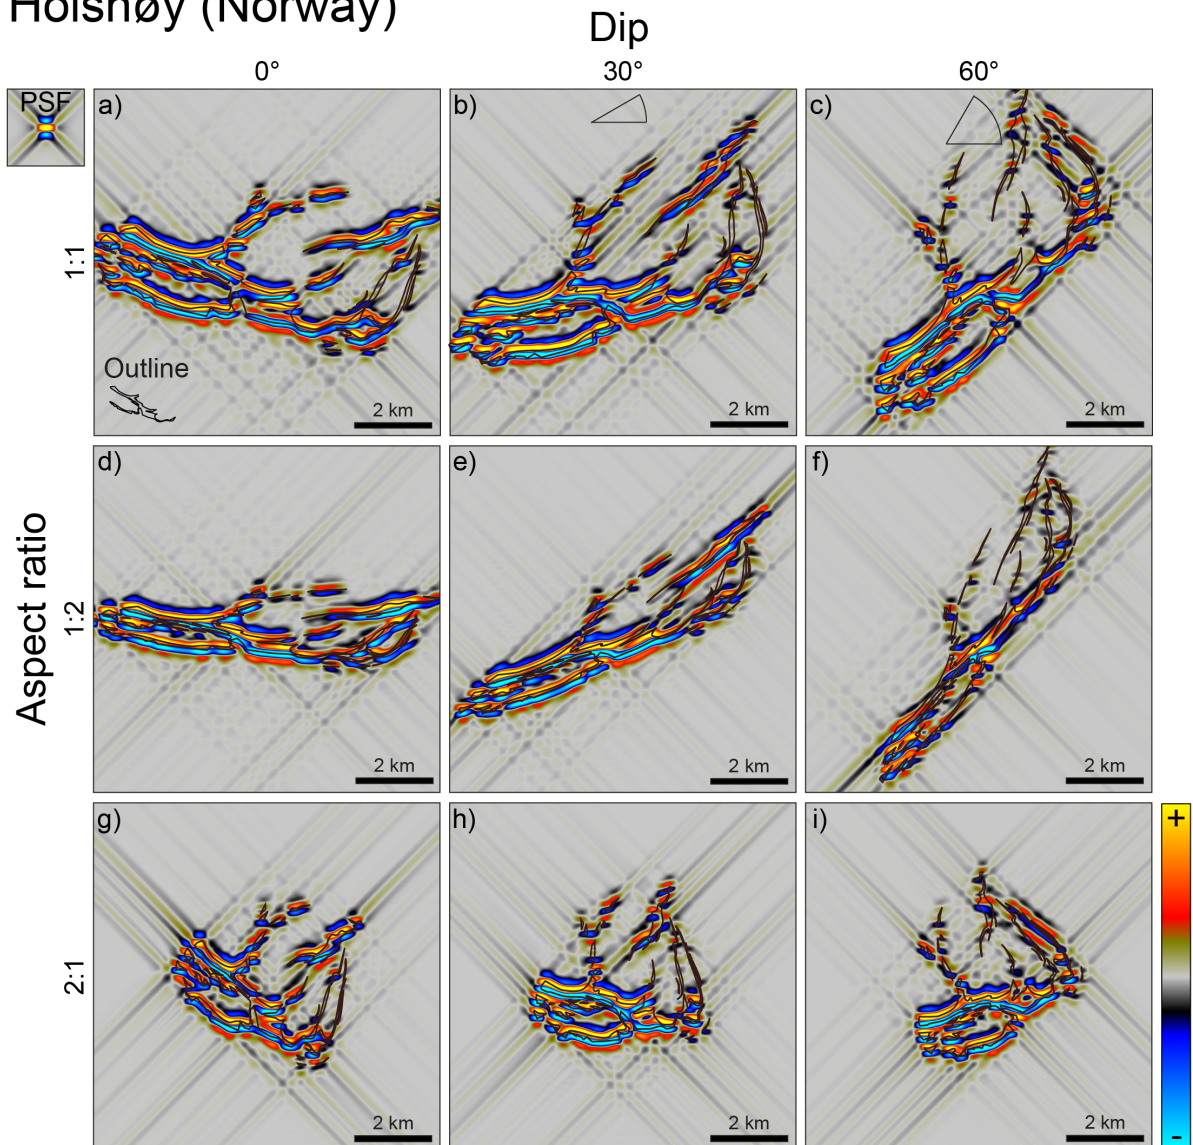 Holsnøy (Norway)
Dip
0°
30°
60°
PSF
a)
b)
c)
1:1
Outline
2 km
2 km
2 km
d)
e)
f)
Aspect ratio
1:2
2 km
2 km
2 km
g)
h)
i)
+
2:1
2 km
2 km
2 km
-